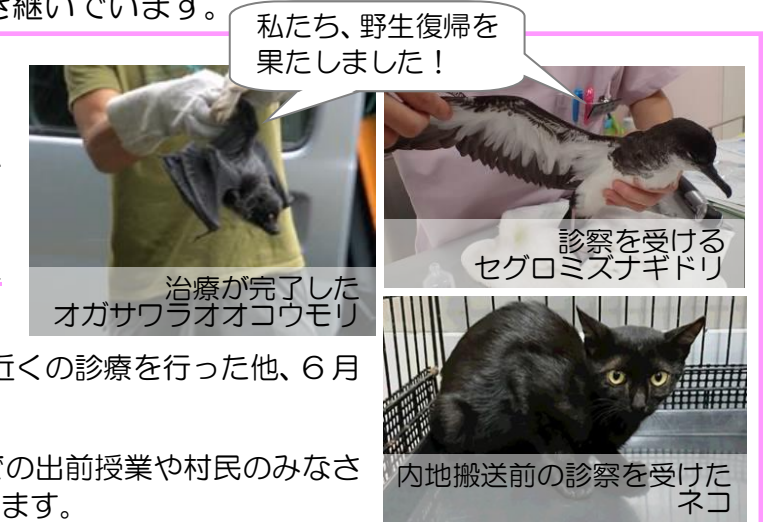 き継いでいます。
私たち、野生復帰を
果たしました！
治療が完了した
オガサワラオオコウモリ
診察を受ける
セグロミズナギドリ
近くの診療を行った他、６月
での出前授業や村民のみなさ
ます。
内地搬送前の診察を受けた
ネコ